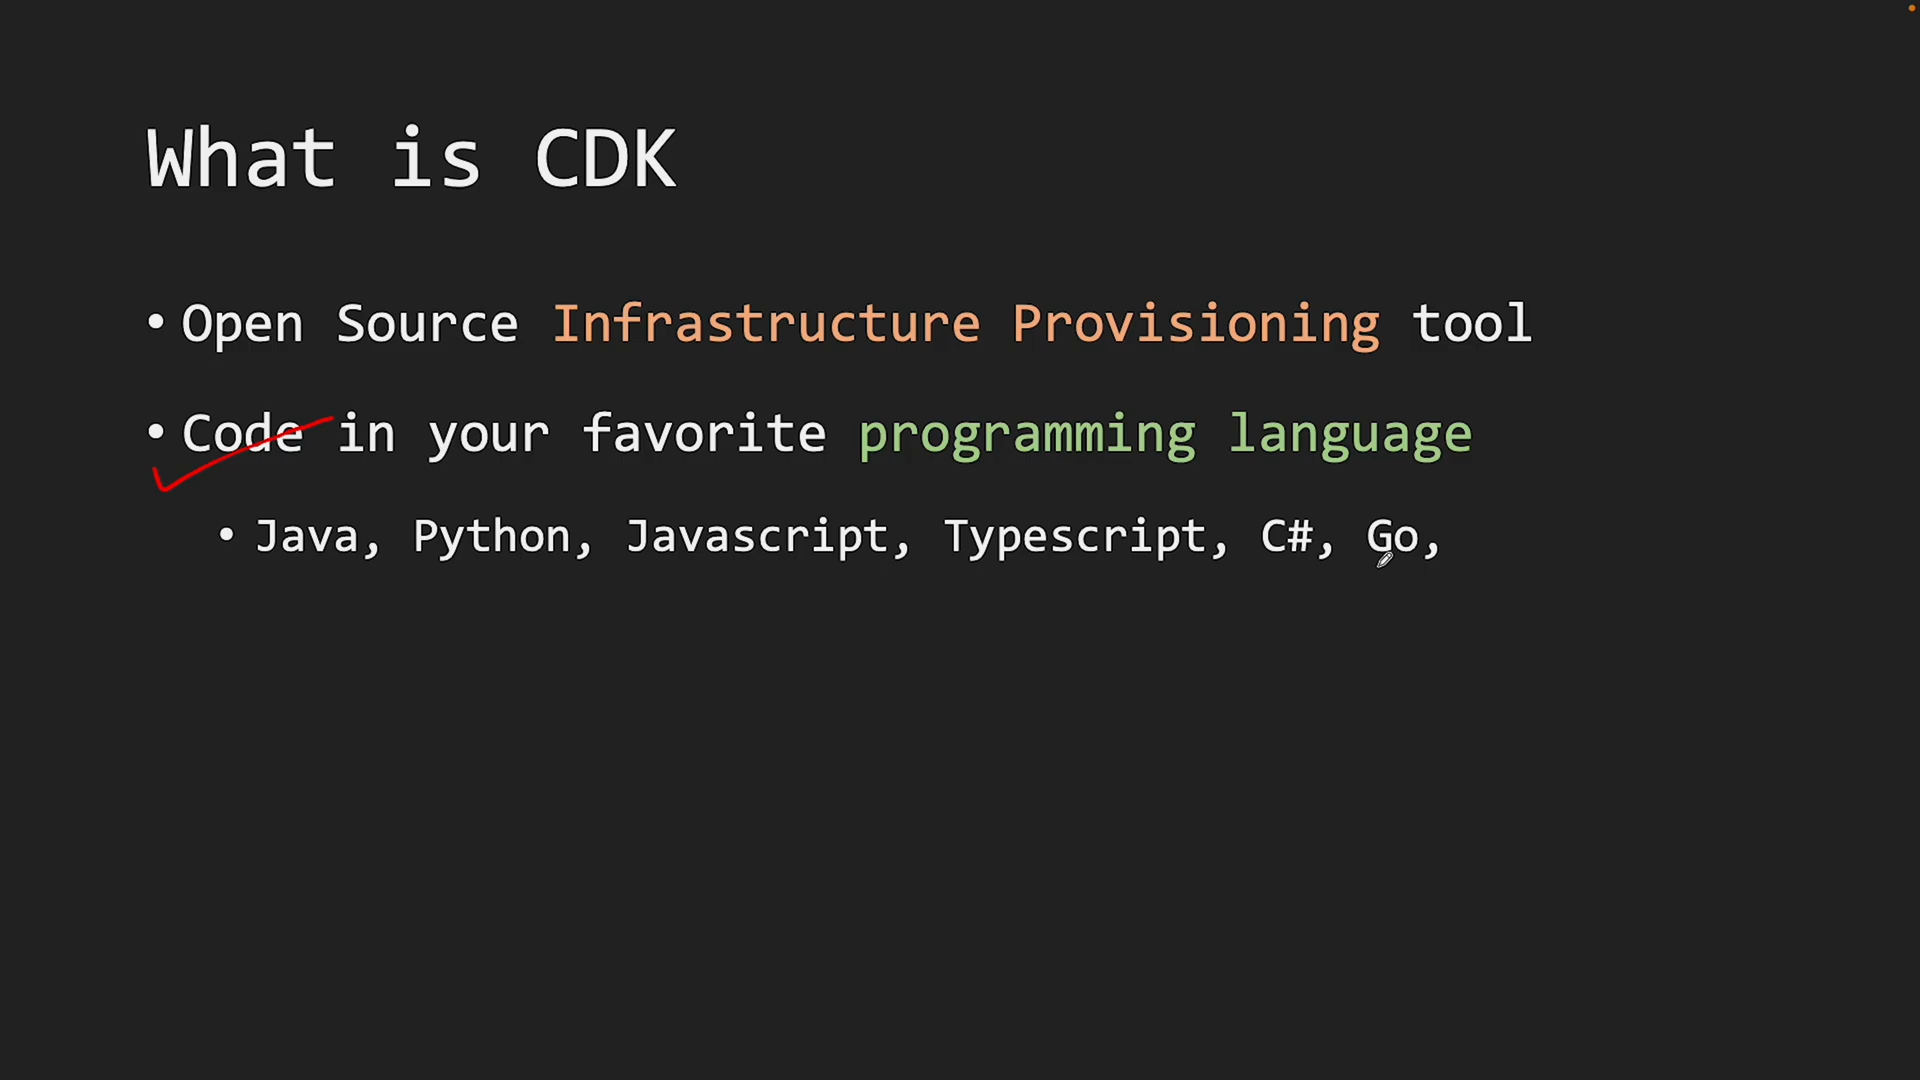 What is CDK
• Open Source Infrastructure Provisioning tool
• Code in your favorite programming language
• Java, Python, Javascript, Typescript, C#, Go,